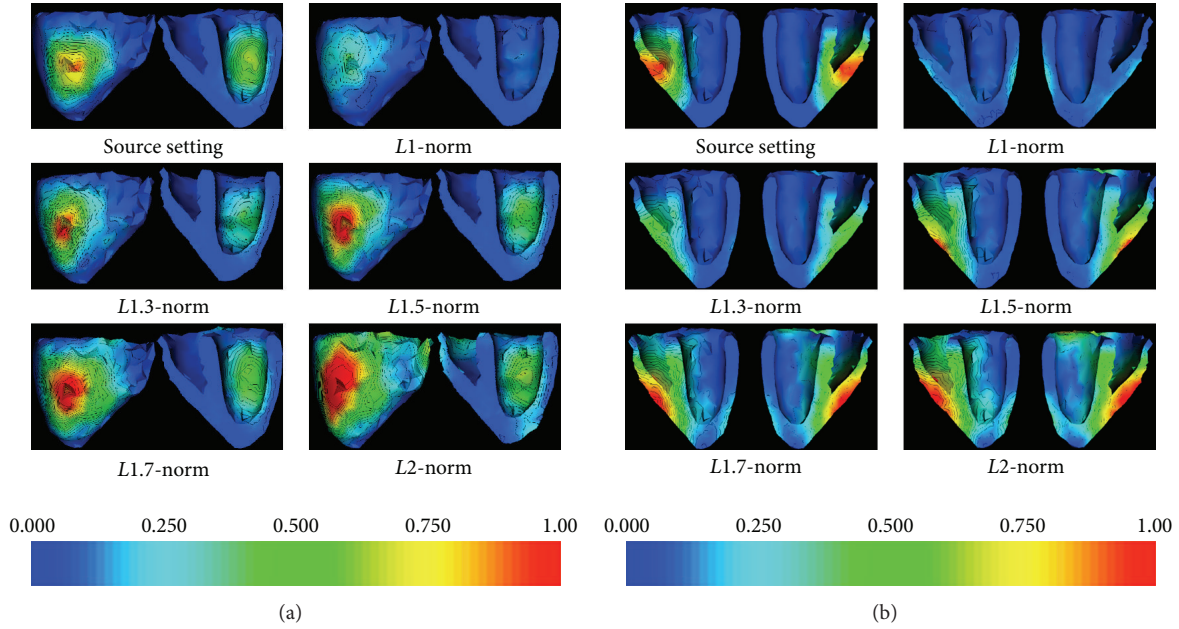 Source setting
L1-norm
L1.3-norm
L1.5-norm
L1.7-norm
L2-norm
0.000 0.250 0.500 0.750 1.00
(a)
Source setting
L1-norm
L1.3-norm
L1.5-norm
L1.7-norm
L2-norm
0.000 0.250 0.500 0.750 1.00
(b)